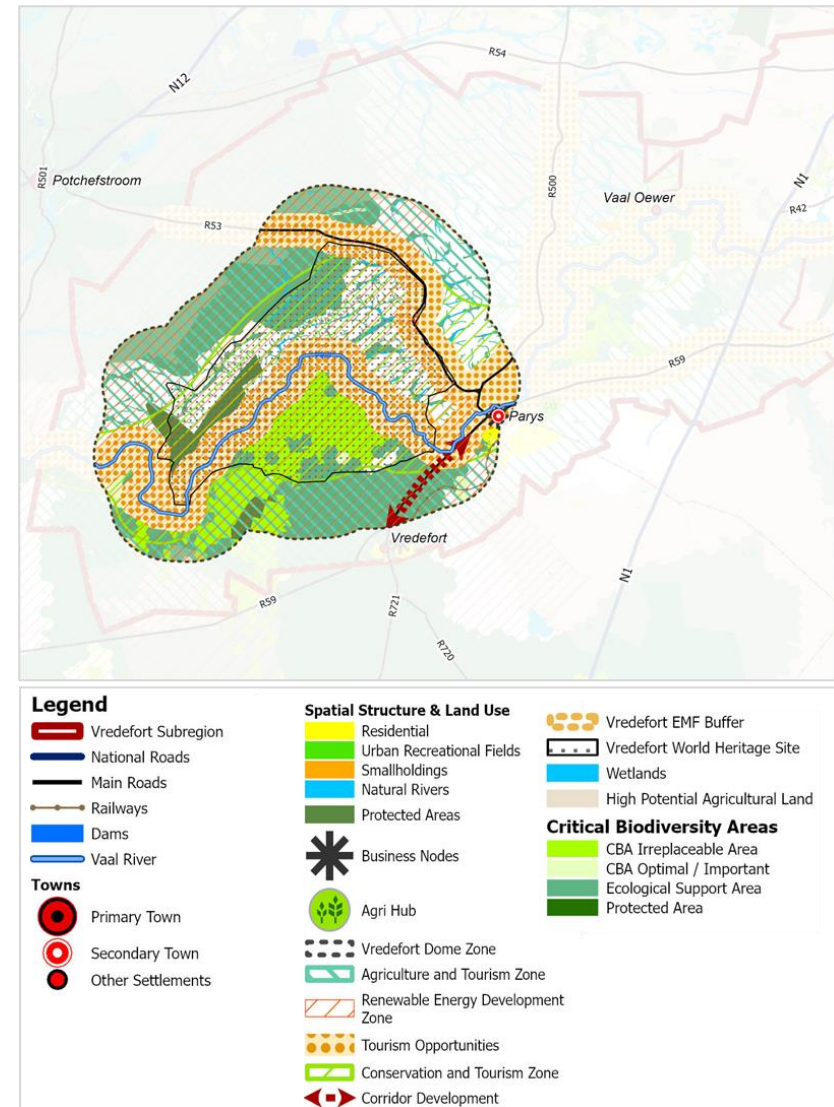 R54
N12
R501
Potchefstroom
R500
N1
Vaal Oewer
R42
R53
R59
Parys
Vredefort
N1
R59
R721
R720
Legend
Vredefort Subregion
National Roads
Main Roads
Railways
Dams
Vaal River
Towns
Primary Town
Secondary Town
Other Settlements
Spatial Structure & Land Use
Residential
Urban Recreational Fields
Smallholdings
Natural Rivers
Protected Areas
Business Nodes
Agri Hub
Vredefort Dome Zone
Agriculture and Tourism Zone
Renewable Energy Development
Zone
Tourism Opportunities
Conservation and Tourism Zone
Corridor Development
Vredefort EMF Buffer
Vredefort World Heritage Site
Wetlands
High Potential Agricultural Land
Critical Biodiversity Areas
CBA Irreplaceable Area
CBA Optimal / Important
Ecological Support Area
Protected Area